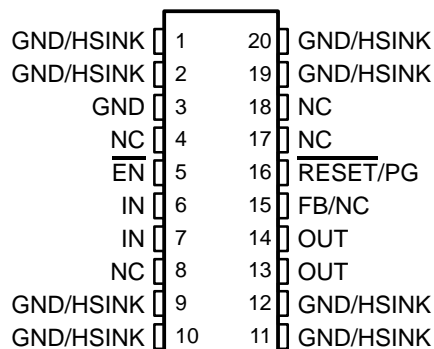 GND/HSINK 1 20 GND/HSINK
GND/HSINK 2 19 GND/HSINK
GND 3 18 NC
NC 4 17 NC
EN 5 16 RESET/PG
IN 6 15 FB/NC
IN 7 14 OUT
NC 8 13 OUT
GND/HSINK 9 12 GND/HSINK
GND/HSINK 10 11 GND/HSINK